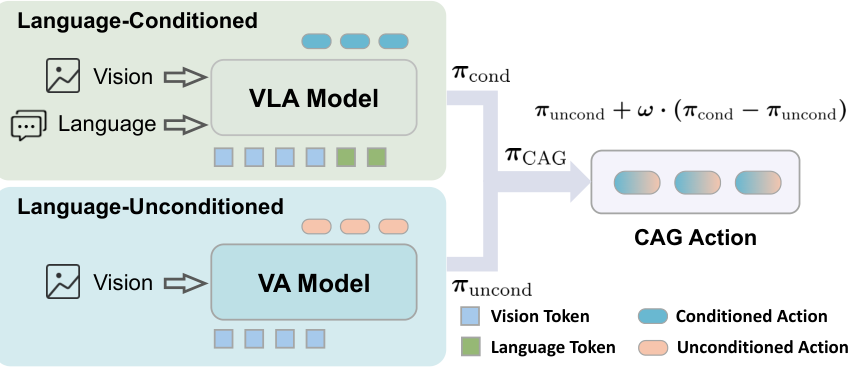 Language-Conditioned
Vision
Language
VLA Model
Language-Unconditioned
Vision
VA Model
π_cond
π_uncond + ω · (π_cond − π_uncond)
π_CAG
CAG Action
π_uncond
Vision Token
Conditioned Action
Language Token
Unconditioned Action